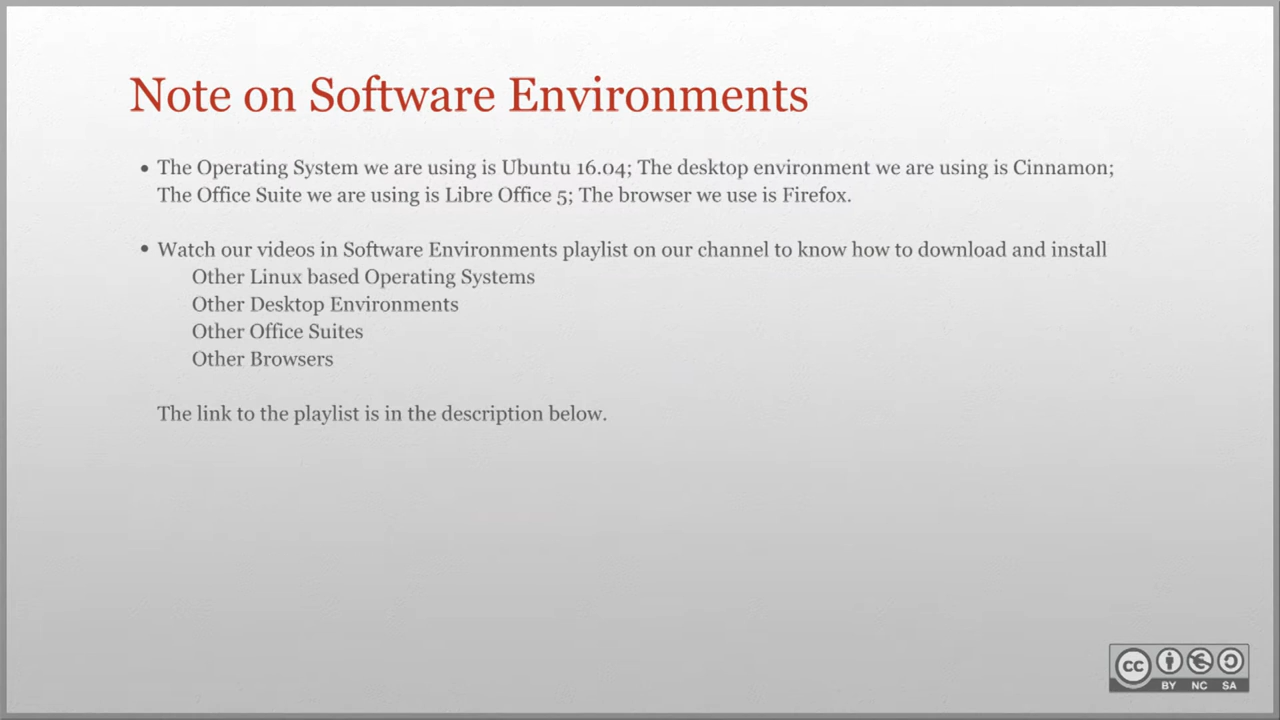 Note on Software Environments
• The Operating System we are using is Ubuntu 16.04; The desktop environment we are using is Cinnamon;
The Office Suite we are using is Libre Office 5; The browser we use is Firefox.
• Watch our videos in Software Environments playlist on our channel to know how to download and install
Other Linux based Operating Systems
Other Desktop Environments
Other Office Suites
Other Browsers
The link to the playlist is in the description below.
cc
BY NC SA